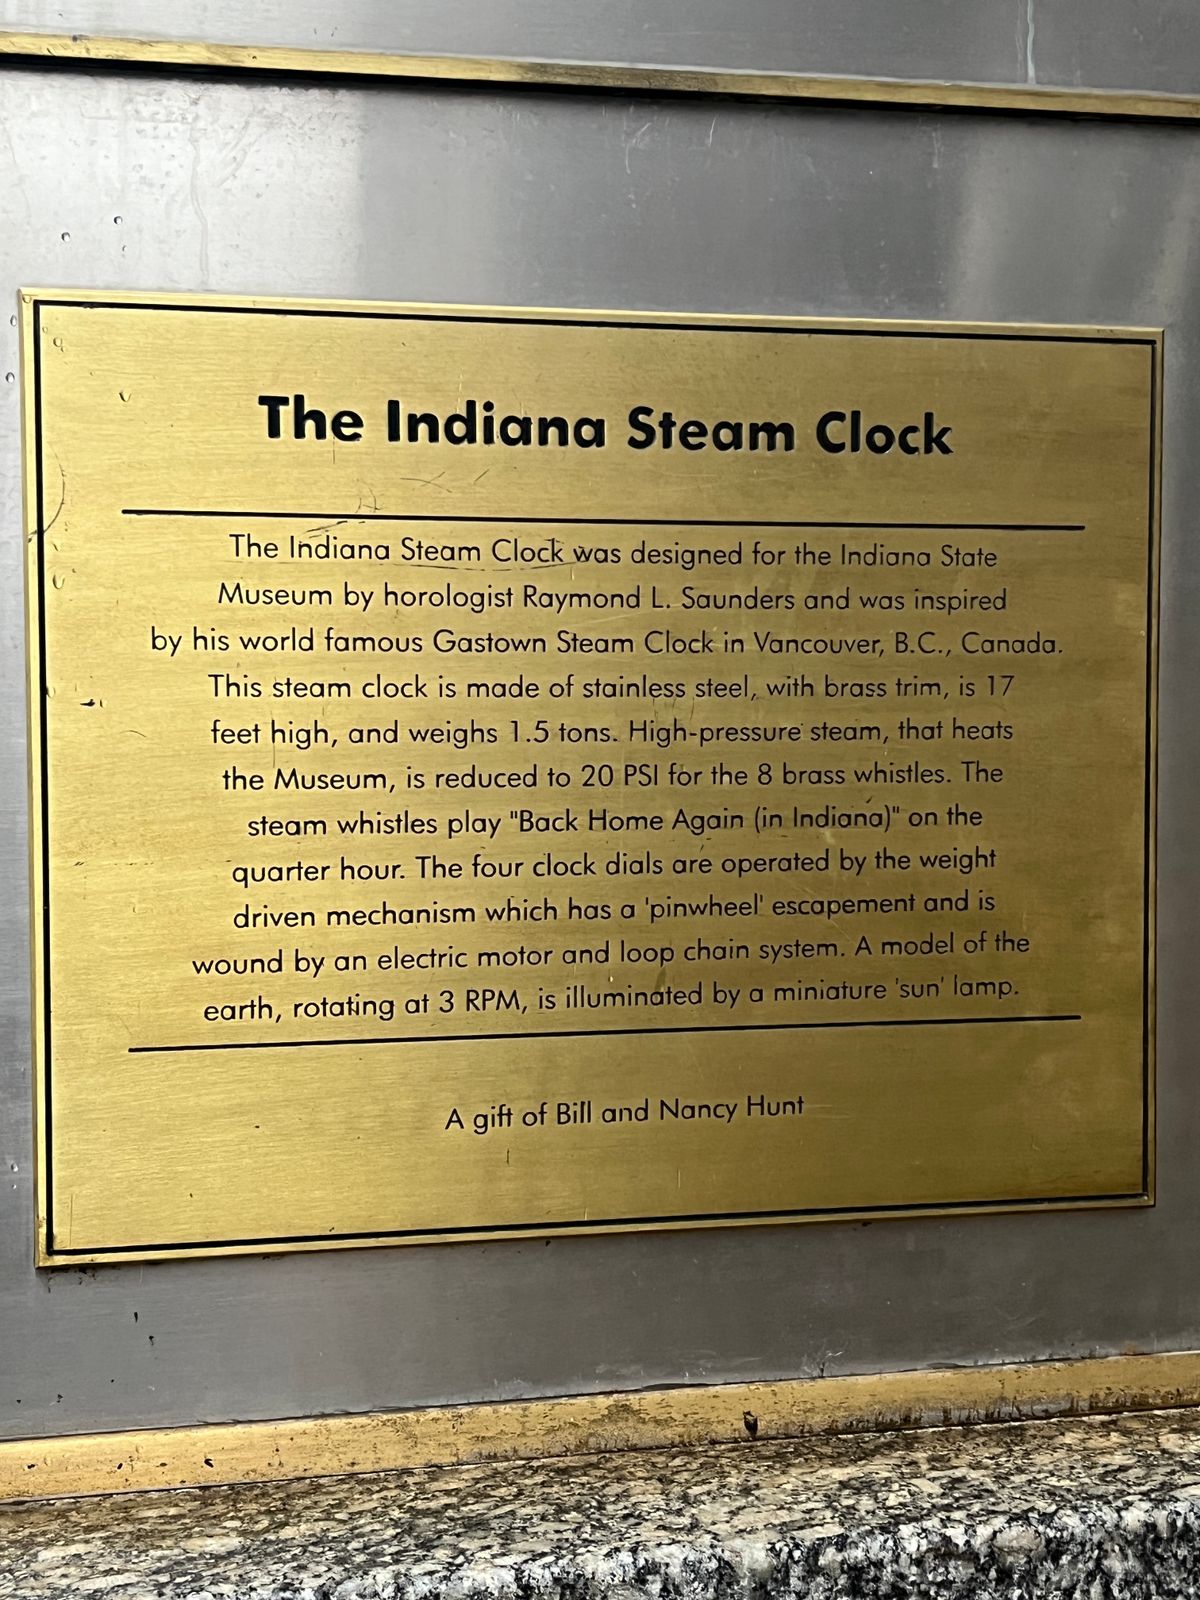 The Indiana Steam Clock
The Indiana Steam Clock was designed for the Indiana State
Museum by horologist Raymond L. Saunders and was inspired
by his world famous Gastown Steam Clock in Vancouver, B.C., Canada.
This steam clock is made of stainless steel, with brass trim, is 17
feet high, and weighs 1.5 tons. High-pressure steam, that heats
the Museum, is reduced to 20 PSI for the 8 brass whistles. The
steam whistles play "Back Home Again (in Indiana)" on the
quarter hour. The four clock dials are operated by the weight
driven mechanism which has a 'pinwheel' escapement and is
wound by an electric motor and loop chain system. A model of the
earth, rotating at 3 RPM, is illuminated by a miniature 'sun' lamp.
A gift of Bill and Nancy Hunt